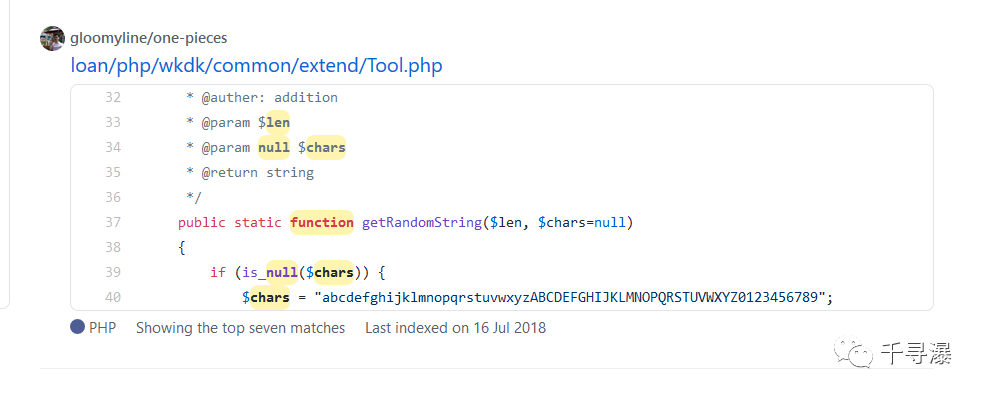 gloomyline/one-pieces
loan/php/wkdk/common/extend/Tool.php
32 * @auther: addition
33 * @param $len
34 * @param null $chars
35 * @return string
36 */
37 public static function getRandomString($len, $chars=null)
38 {
39 if (is_null($chars)) {
40 $chars = "abcdefghijklmnopqrstuvwxyzABCDEFGHIJKLMNOPQRSTUVWXYZ0123456789";
PHP Showing the top seven matches Last indexed on 16 Jul 2018
千寻瀑